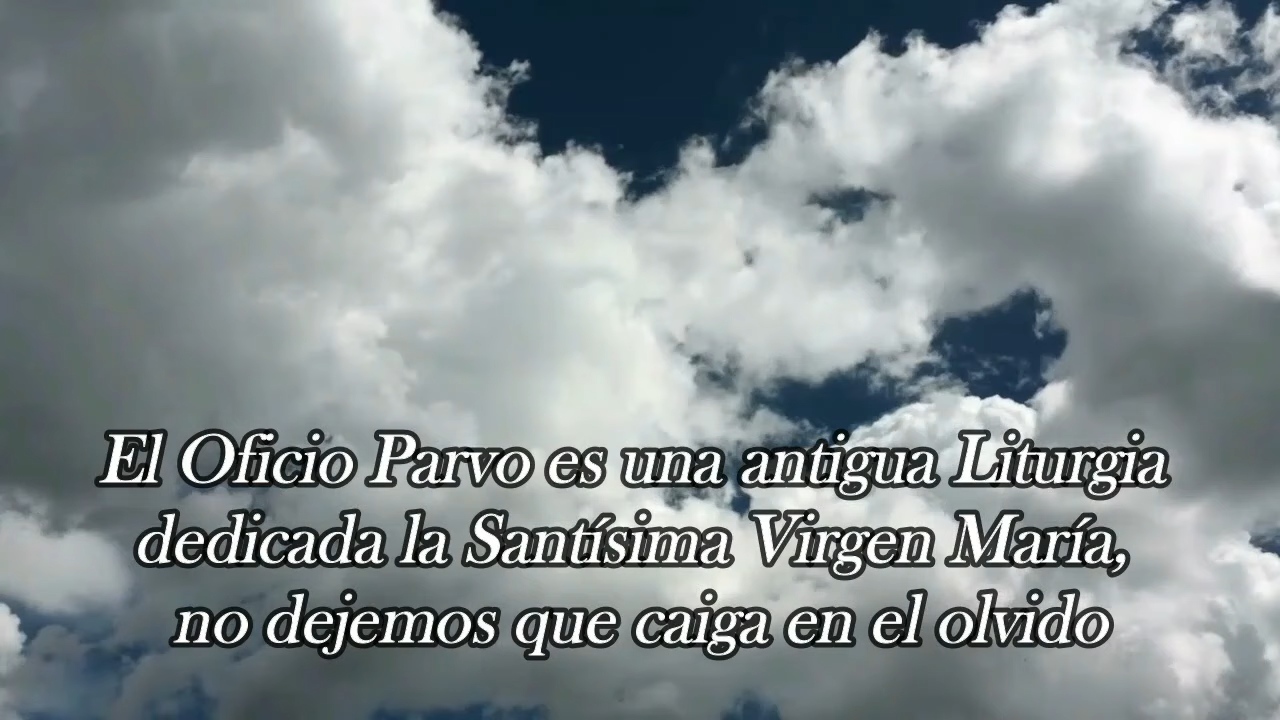 El Oficio Parvo es una antigua Liturgia
dedicada la Santísima Virgen María,
no dejemos que caiga en el olvido